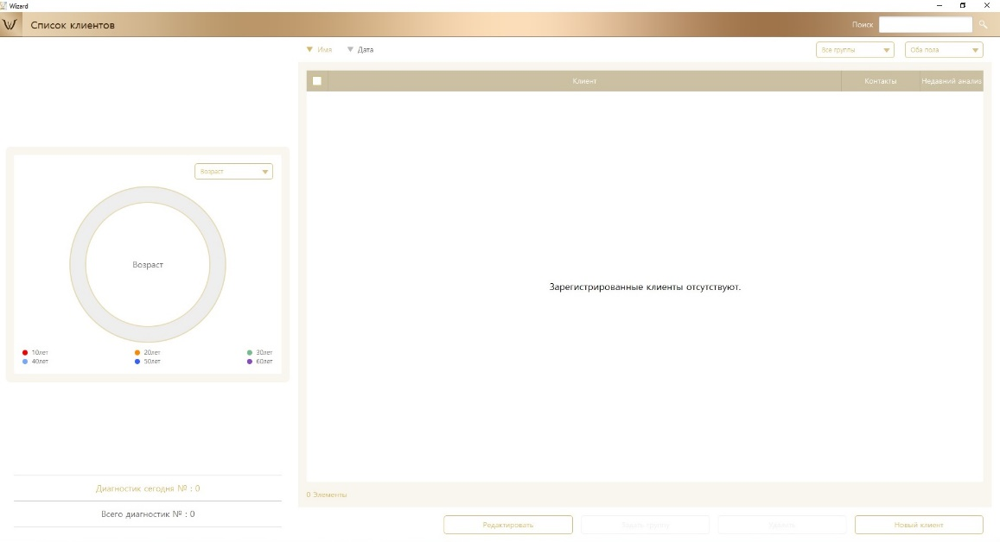 Wizard
Список клиентов
Поиск
Имя
Дата
Все группы
Оба пола
Клиент
Контакты
Недавний анализ
Возраст
Возраст
Зарегистрированные клиенты отсутствуют.
10лет
20лет
30лет
40лет
50лет
60лет
Диагностик сегодня № : 0
Всего диагностик № : 0
0 Элементы
Редактировать
Новый клиент